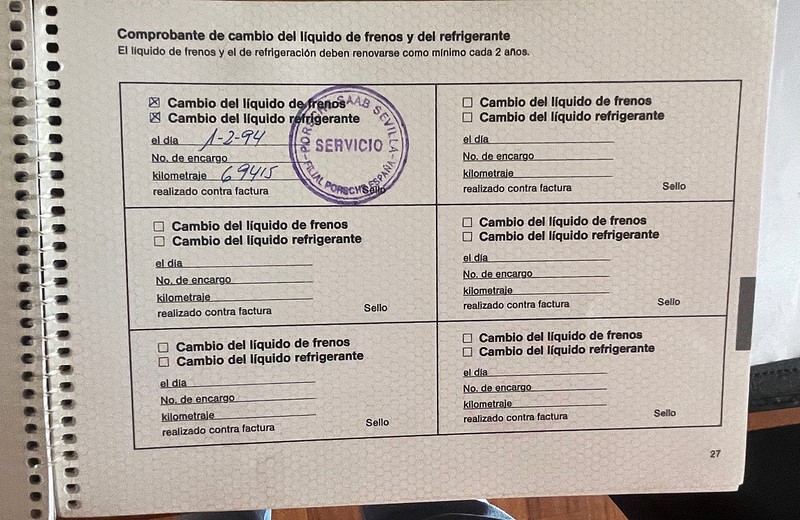 Comprobante de cambio del líquido de frenos y del refrigerante
El líquido de frenos y el de refrigeración deben renovarse como mínimo cada 2 años.
☒ Cambio del líquido de frenos
☒ Cambio del líquido refrigerante
el día 1-2-94
No. de encargo
kilometraje 69415
realizado contra factura Sello
PORSCHE SAAB SEVILLA
SERVICIO
FILIAL PORSCHE ESPAÑA
☐ Cambio del líquido de frenos
☐ Cambio del líquido refrigerante
el día
No. de encargo
kilometraje
realizado contra factura Sello
☐ Cambio del líquido de frenos
☐ Cambio del líquido refrigerante
el día
No. de encargo
kilometraje
realizado contra factura Sello
☐ Cambio del líquido de frenos
☐ Cambio del líquido refrigerante
el día
No. de encargo
kilometraje
realizado contra factura Sello
☐ Cambio del líquido de frenos
☐ Cambio del líquido refrigerante
el día
No. de encargo
kilometraje
realizado contra factura Sello
☐ Cambio del líquido de frenos
☐ Cambio del líquido refrigerante
el día
No. de encargo
kilometraje
realizado contra factura Sello
27